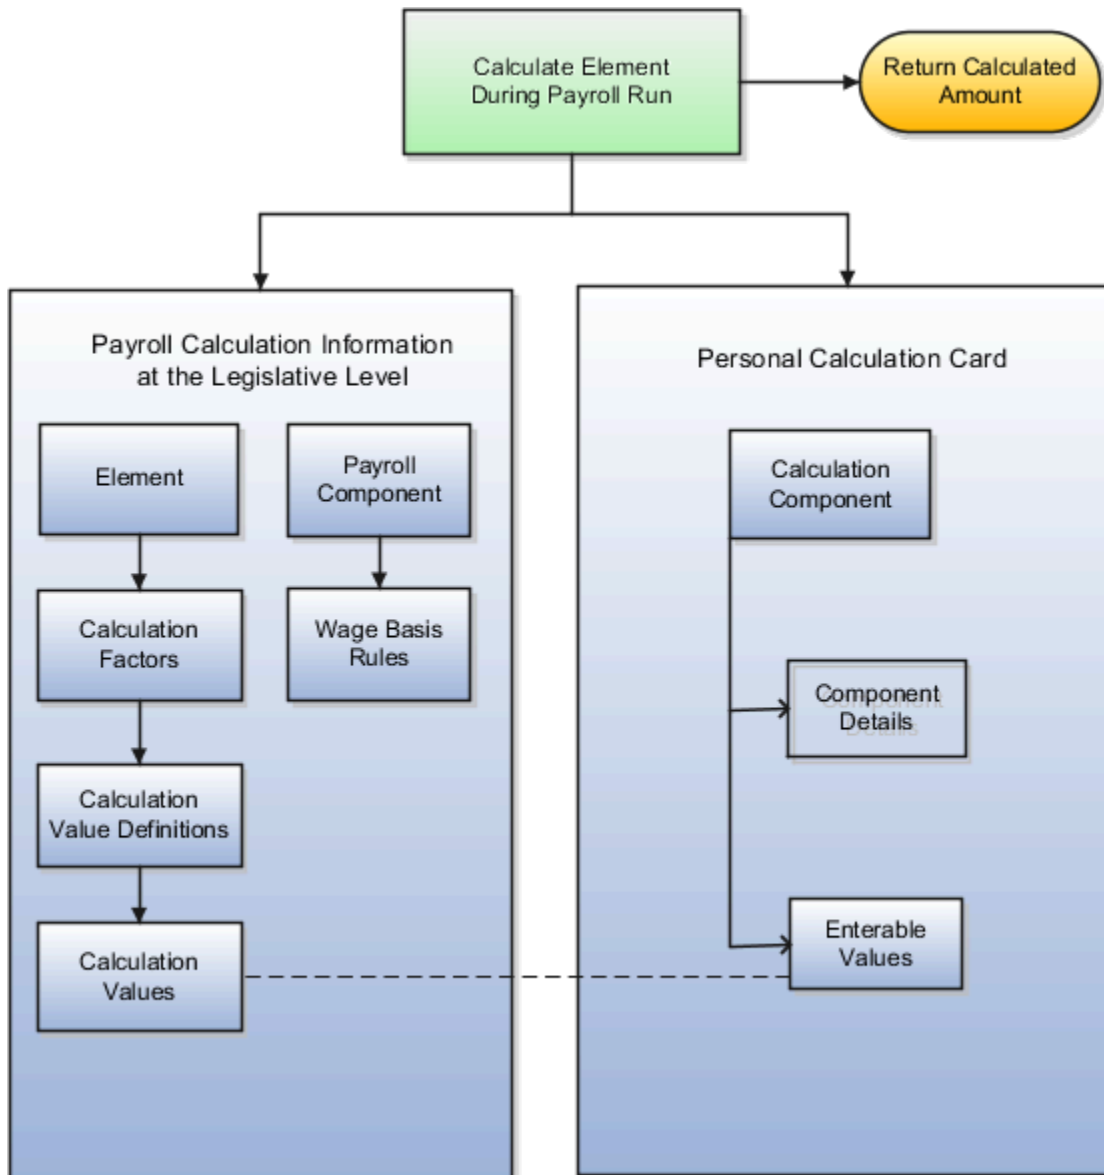 Calculate Element
During Payroll Run
Return Calculated
Amount
Payroll Calculation Information
at the Legislative Level
Personal Calculation Card
Element
Payroll
Component
Calculation
Component
Calculation
Factors
Wage Basis
Rules
Component
Details
Calculation
Value Definitions
Calculation
Values
Enterable
Values